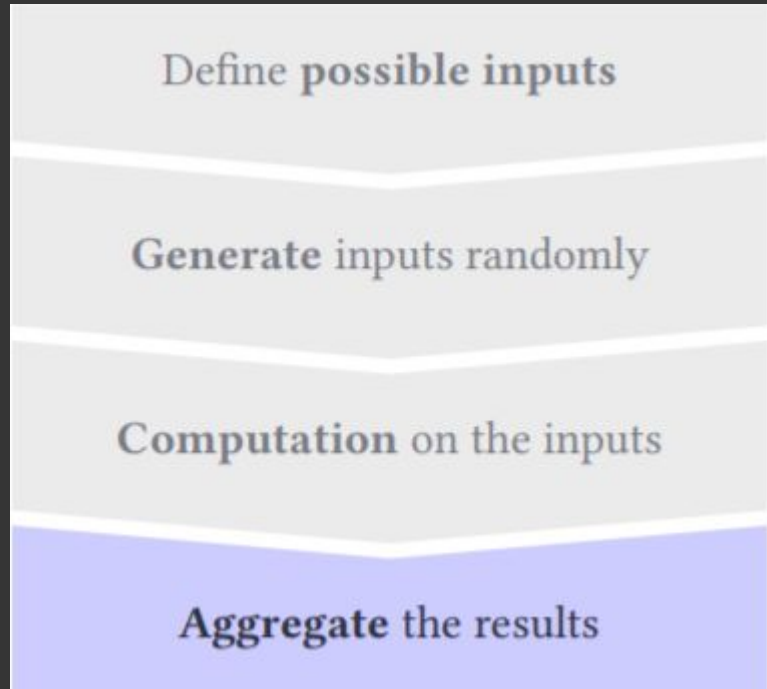 Define possible inputs
Generate inputs randomly
Computation on the inputs
Aggregate the results